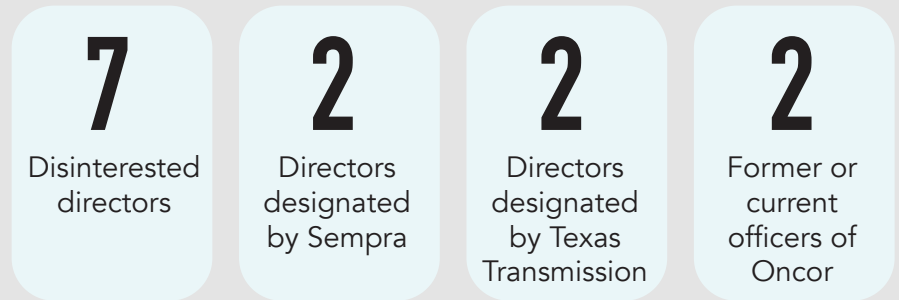 7
Disinterested
directors
2
Directors
designated
by Sempra
2
Directors
designated
by Texas
Transmission
2
Former or
current
officers of
Oncor